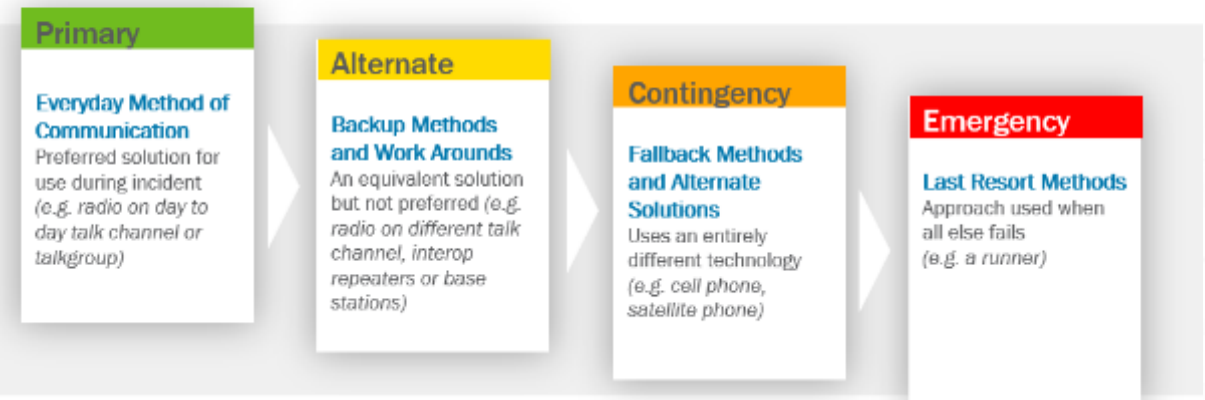 Primary
Everyday Method of
Communication
Preferred solution for
use during incident
(e.g. radio on day to
day talk channel or
talkgroup)
Alternate
Backup Methods
and Work Arounds
An equivalent solution
but not preferred (e.g.
radio on different talk
channel, interop
repeaters or base
stations)
Contingency
Fallback Methods
and Alternate
Solutions
Uses an entirely
different technology
(e.g. cell phone,
satellite phone)
Emergency
Last Resort Methods
Approach used when
all else fails
(e.g. a runner)